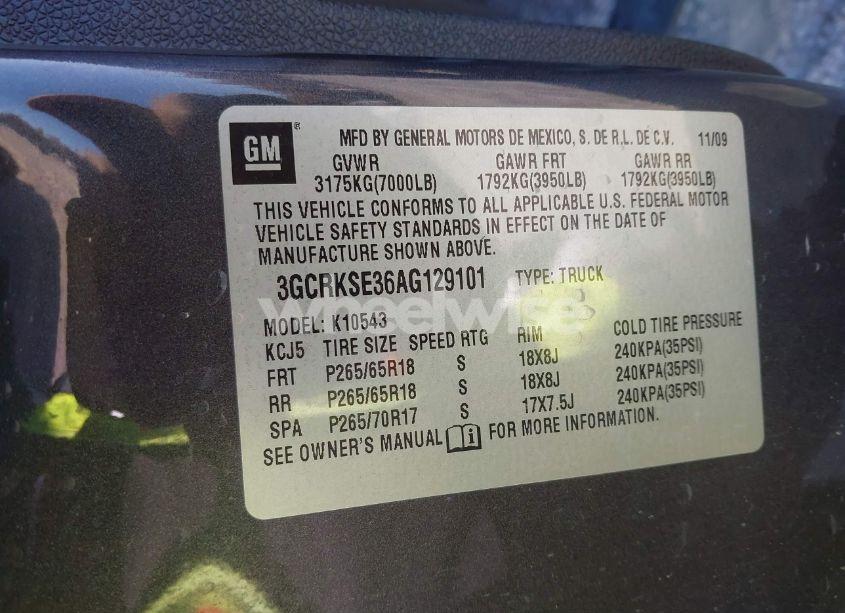 GM®
MFD BY GENERAL MOTORS DE MEXICO, S. DE R.L. DE C.V. 11/09
GVWR GAWR FRT GAWR RR
3175KG(7000LB) 1792KG(3950LB) 1792KG(3950LB)
THIS VEHICLE CONFORMS TO ALL APPLICABLE U.S. FEDERAL MOTOR
VEHICLE SAFETY STANDARDS IN EFFECT ON THE DATE OF
MANUFACTURE SHOWN ABOVE.
3GCRKSE36AG129101 TYPE: TRUCK
wheelwise
MODEL: K10543
KCJ5 TIRE SIZE SPEED RTG RIM COLD TIRE PRESSURE
FRT P265/65R18 S 18X8J 240KPA(35PSI)
RR P265/65R18 S 18X8J 240KPA(35PSI)
SPA P265/70R17 S 17X7.5J 240KPA(35PSI)
SEE OWNER'S MANUAL FOR MORE INFORMATION.